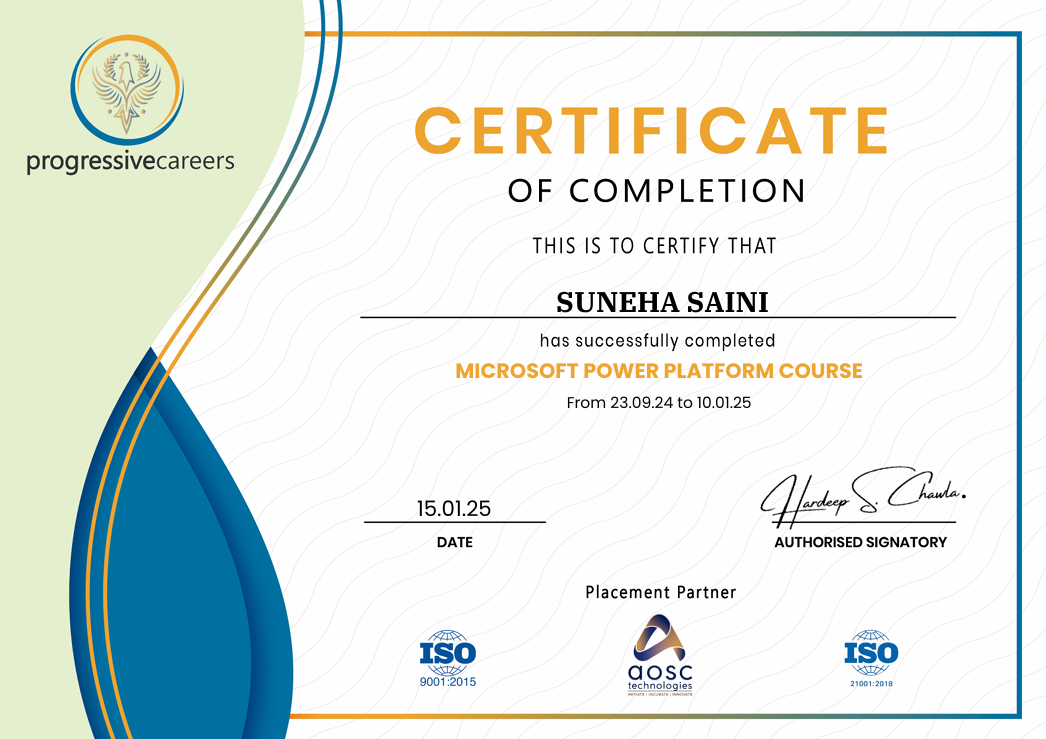 progressivecareers
CERTIFICATE
OF COMPLETION
THIS IS TO CERTIFY THAT
SUNEHA SAINI
has successfully completed
MICROSOFT POWER PLATFORM COURSE
From 23.09.24 to 10.01.25
15.01.25
DATE
Hardeep S. Chawla.
AUTHORISED SIGNATORY
Placement Partner
ISO
9001:2015
aosc
technologies
INITIATE | INCUBATE | INNOVATE
ISO
21001:2018